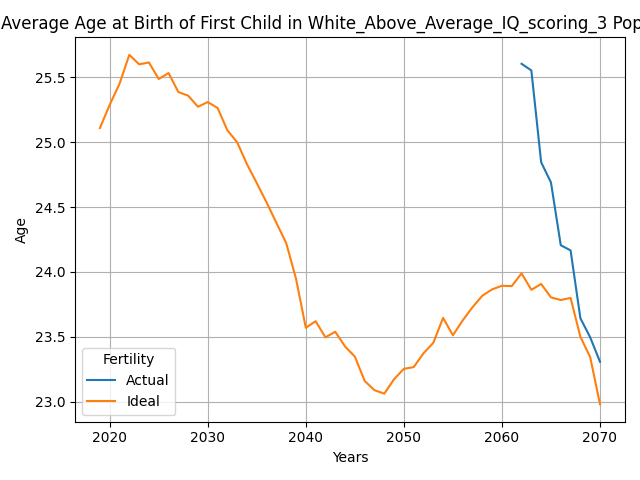 Average Age at Birth of First Child in White_Above_Average_IQ_scoring_3 Pop
25.5
25.0
24.5
24.0
23.5
23.0
Age
Fertility
Actual
Ideal
2020 2030 2040 2050 2060 2070
Years